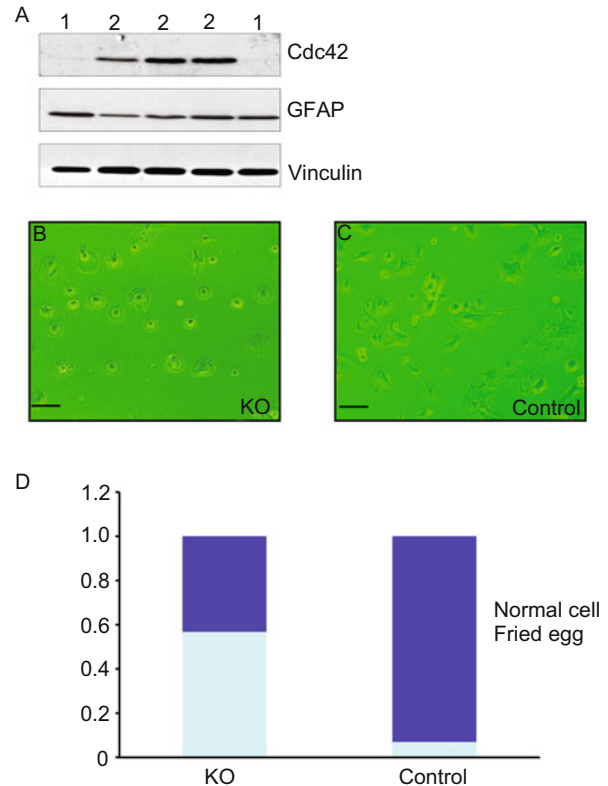 A
1 2 2 2 1
Cdc42
GFAP
Vinculin
B
KO
C
Control
D
1.2
1.0
0.8
0.6
0.4
0.2
0
Normal cell
Fried egg
KO Control